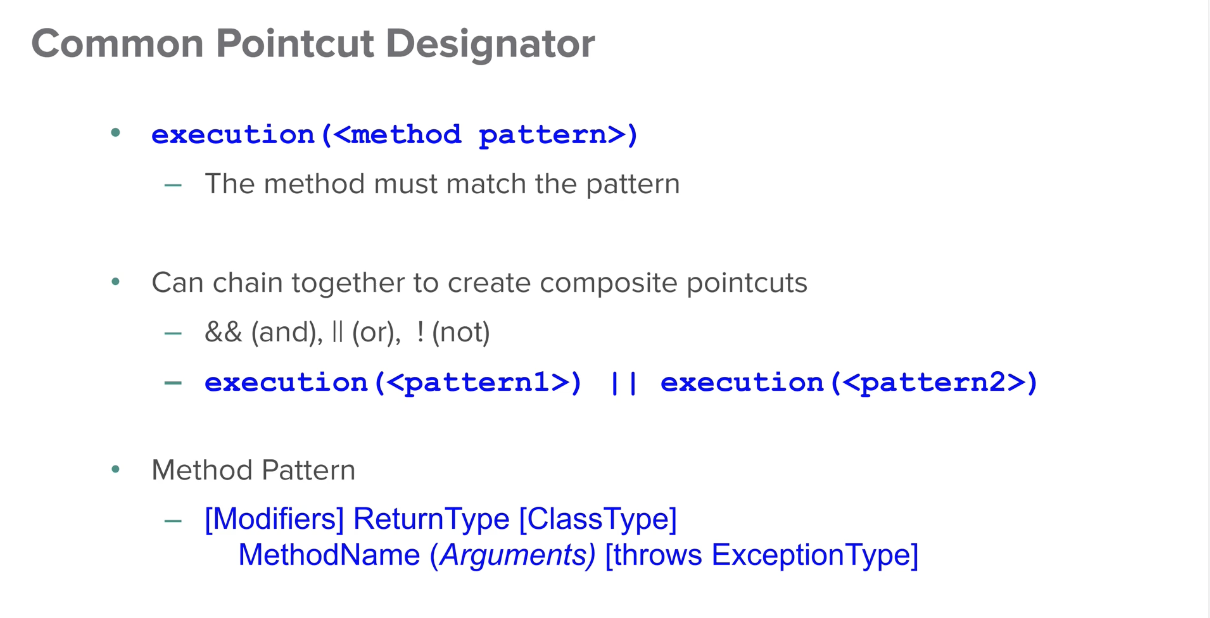 Common Pointcut Designator
• execution(<method pattern>)
– The method must match the pattern
• Can chain together to create composite pointcuts
– && (and), || (or), ! (not)
– execution(<pattern1>) || execution(<pattern2>)
• Method Pattern
– [Modifiers] ReturnType [ClassType]
MethodName (Arguments) [throws ExceptionType]